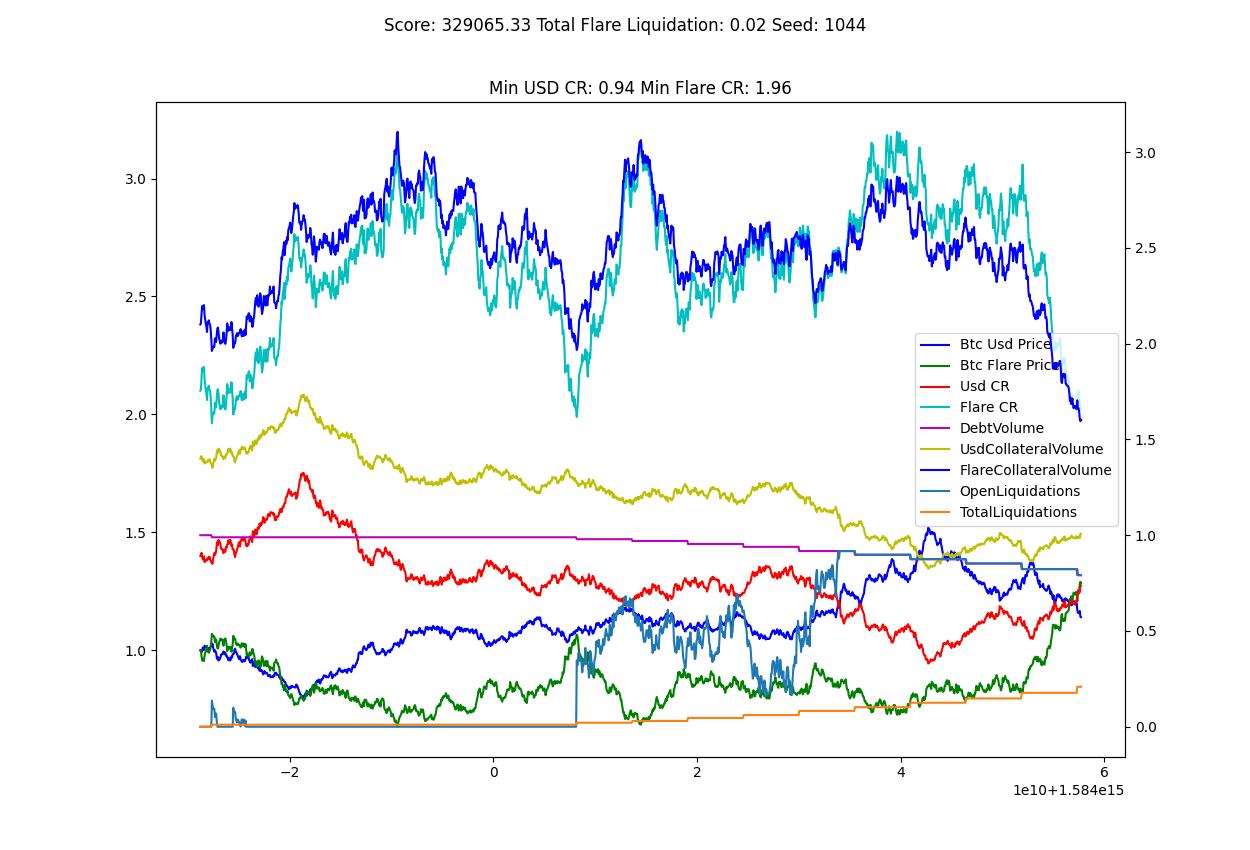 Score: 329065.33 Total Flare Liquidation: 0.02 Seed: 1044
Min USD CR: 0.94 Min Flare CR: 1.96
3.0
2.5
2.0
1.5
1.0
3.0
2.5
2.0
1.5
1.0
0.5
0.0
Btc Usd Price
Btc Flare Price
Usd CR
Flare CR
DebtVolume
UsdCollateralVolume
FlareCollateralVolume
OpenLiquidations
TotalLiquidations
−2 0 2 4 6
1e10+1.584e15